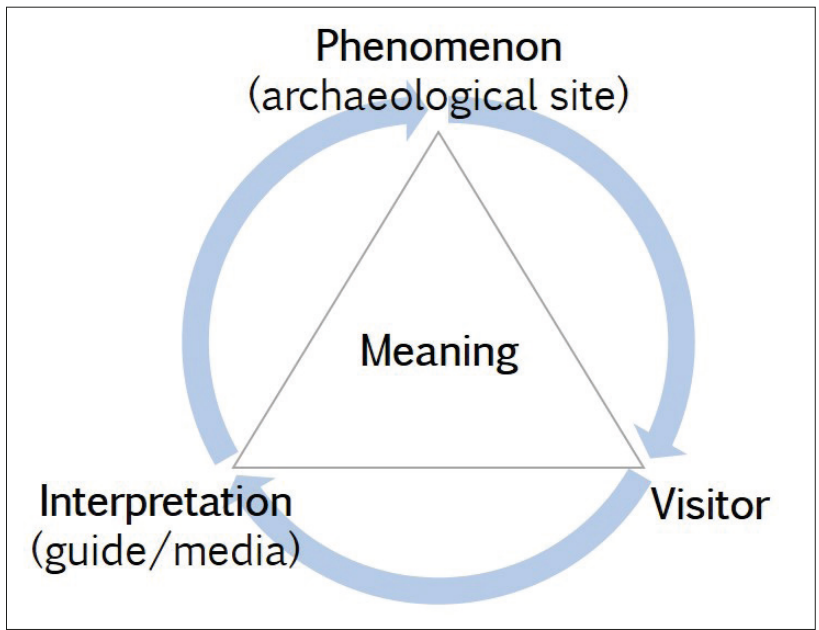 Phenomenon
(archaeological site)
Meaning
Interpretation
(guide/media)
Visitor